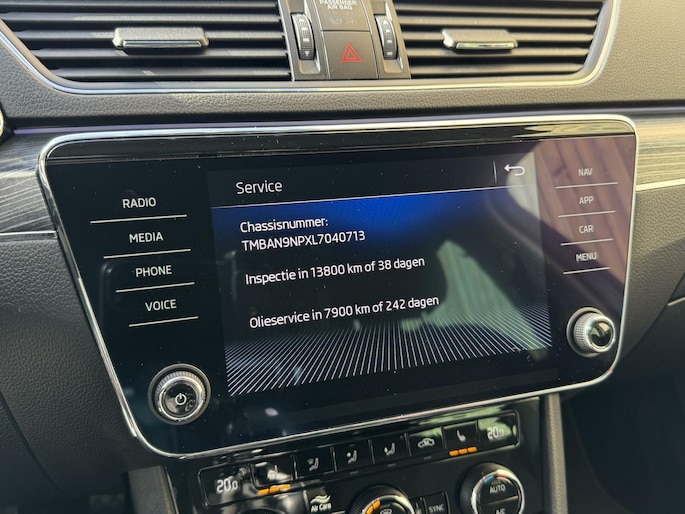 PASSENGER
AIR BAG
Service
RADIO
MEDIA
PHONE
VOICE
Chassisnummer:
TMBAN9NPXL7040713
Inspectie in 13800 km of 38 dagen
Olieservice in 7900 km of 242 dagen
NAV
APP
CAR
MENU
20.0
20.0
Air Care
SYNC
AUTO
A/C